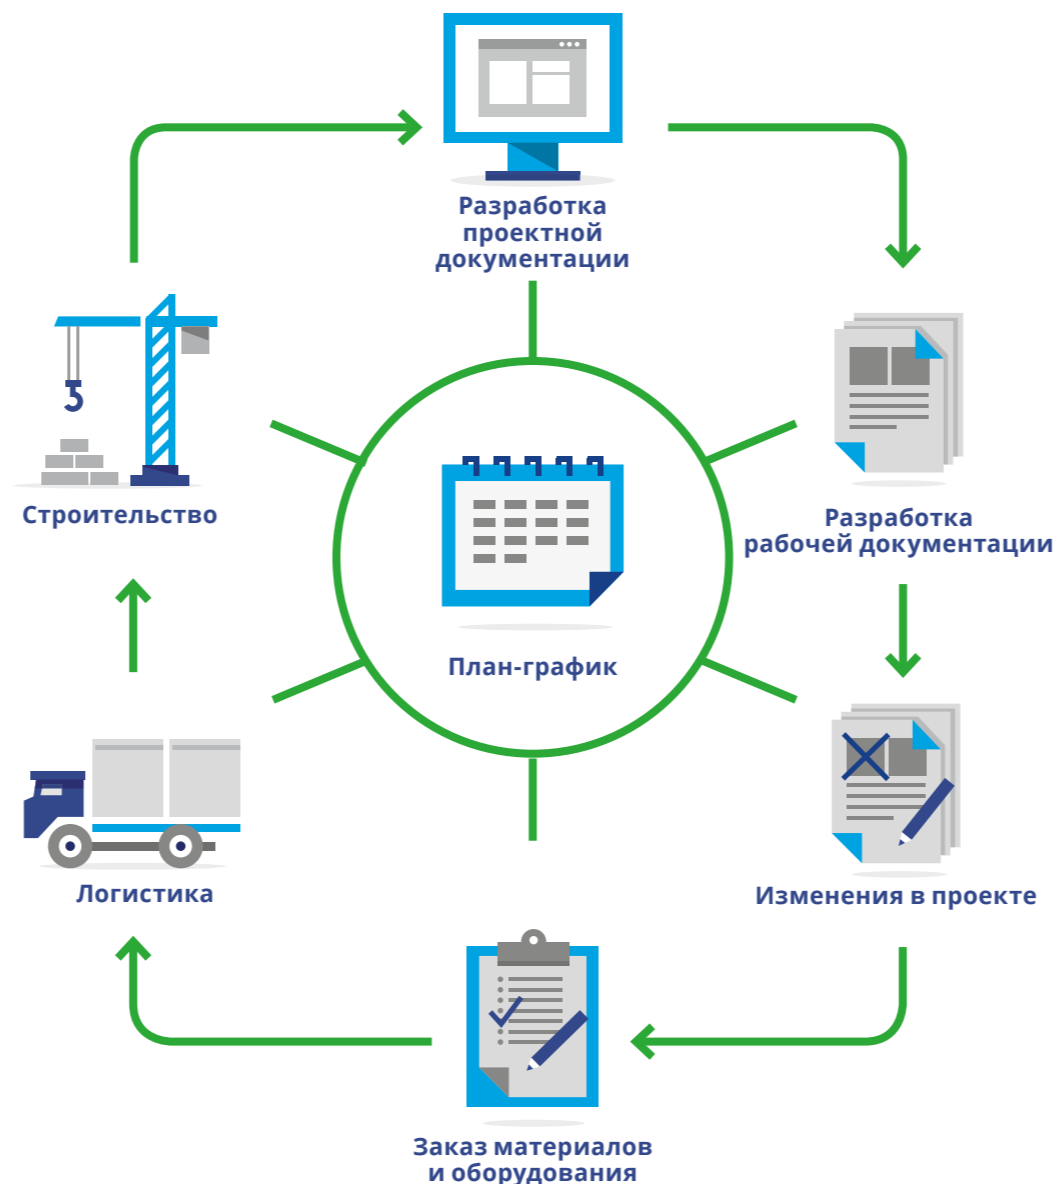 Разработка
проектной
документации
Строительство
Разработка
рабочей документации
План-график
Логистика
Изменения в проекте
Заказ материалов
и оборудования